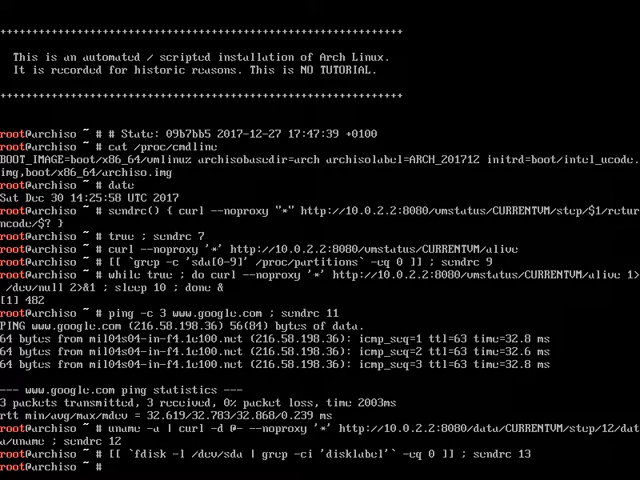 ++++++++++++++++++++++++++++++++++++++++++++++++++++++++++++++++++
This is an automated / scripted installation of Arch Linux.
It is recorded for historic reasons. This is NO TUTORIAL.
++++++++++++++++++++++++++++++++++++++++++++++++++++++++++++++++++
root@archiso ~ # # State: 09b7bb5 2017-12-27 17:47:39 +0100
root@archiso ~ # cat /proc/cmdline
BOOT_IMAGE=boot/x86_64/vmlinuz archisobasedir=arch archisolabel=ARCH_201712 initrd=boot/intel_ucode.
img,boot/x86_64/archiso.img
root@archiso ~ # date
Sat Dec 30 14:25:58 UTC 2017
root@archiso ~ # sendrc() { curl --noproxy "*" http://10.0.2.2:8080/vmstatus/CURRENTVM/step/$1/retur
ncode/$? }
root@archiso ~ # true ; sendrc 7
root@archiso ~ # curl --noproxy '*' http://10.0.2.2:8080/vmstatus/CURRENTVM/alive
root@archiso ~ # [[ `grep -c 'sda[0-9]' /proc/partitions` -eq 0 ]] ; sendrc 9
root@archiso ~ # while true ; do curl --noproxy '*' http://10.0.2.2:8080/vmstatus/CURRENTVM/alive 1>
/dev/null 2>&1 ; sleep 10 ; done &
[1] 482
root@archiso ~ # ping -c 3 www.google.com ; sendrc 11
PING www.google.com (216.58.198.36) 56(84) bytes of data.
64 bytes from mil04s04-in-f4.1e100.net (216.58.198.36): icmp_seq=1 ttl=63 time=32.8 ms
64 bytes from mil04s04-in-f4.1e100.net (216.58.198.36): icmp_seq=2 ttl=63 time=32.6 ms
64 bytes from mil04s04-in-f4.1e100.net (216.58.198.36): icmp_seq=3 ttl=63 time=32.8 ms
--- www.google.com ping statistics ---
3 packets transmitted, 3 received, 0% packet loss, time 2003ms
rtt min/avg/max/mdev = 32.619/32.783/32.868/0.239 ms
root@archiso ~ # uname -a | curl -d @- --noproxy '*' http://10.0.2.2:8080/data/CURRENTVM/step/12/dat
a/uname ; sendrc 12
root@archiso ~ # [[ `fdisk -l /dev/sda | grep -ci 'disklabel'` -eq 0 ]] ; sendrc 13
root@archiso ~ #